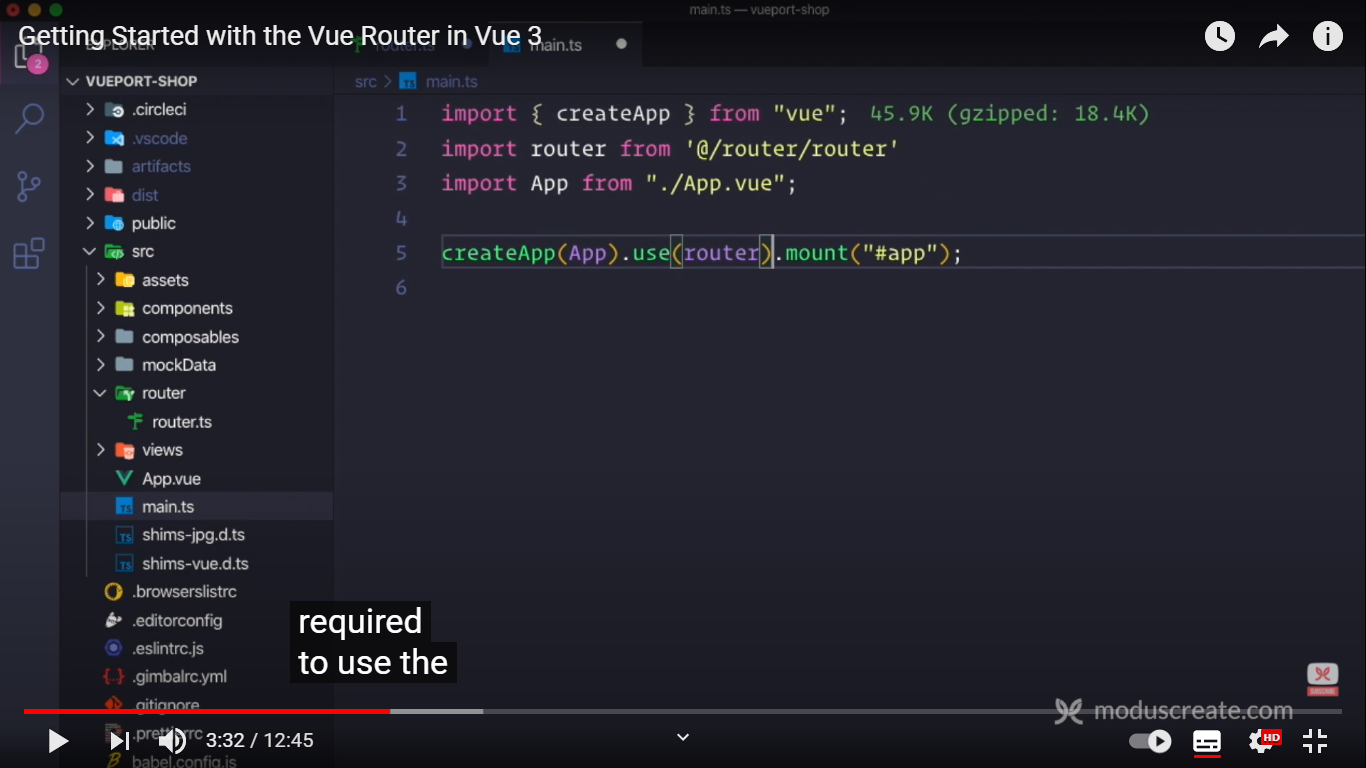 main.ts — vueport-shop
Getting Started with the Vue Router in Vue 3
EXPLORER
router.ts
TS main.ts
2
VUEPORT-SHOP
src > TS main.ts
.circleci
.vscode
artifacts
dist
public
src
assets
components
composables
mockData
router
router.ts
views
App.vue
TS main.ts
TS shims-jpg.d.ts
TS shims-vue.d.ts
.browserslistrc
.editorconfig
.eslintrc.js
.gimbalrc.yml
.gitignore
.prettierrc
babel.config.js
1 import { createApp } from "vue"; 45.9K (gzipped: 18.4K)
2 import router from '@/router/router'
3 import App from "./App.vue";
4
5 createApp(App).use(router).mount("#app");
6
required
to use the
SUBSCRIBE
moduscreate.com
3:32 / 12:45
HD